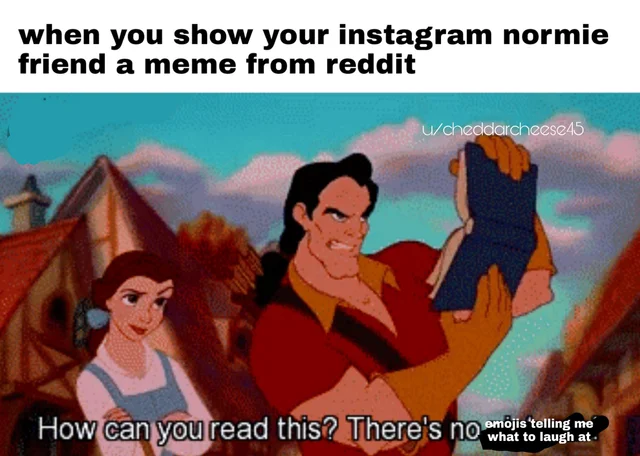 when you show your instagram normie
friend a meme from reddit
u/cheddarcheese45
How can you read this? There's no emojis telling me
what to laugh at.